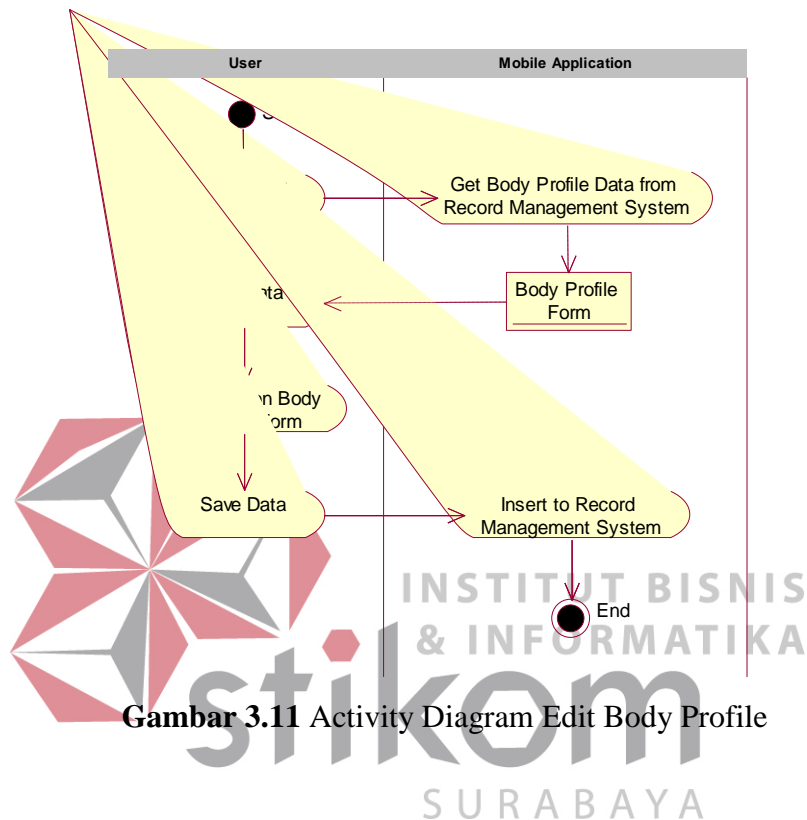 User
Mobile Application
Get Body Profile Data from
Record Management System
Body Profile
Form
Body
Save Data
Insert to Record
Management System
End
INSTITUT BISNIS
& INFORMATIKA
stikom
SURABAYA
Gambar 3.11 Activity Diagram Edit Body Profile